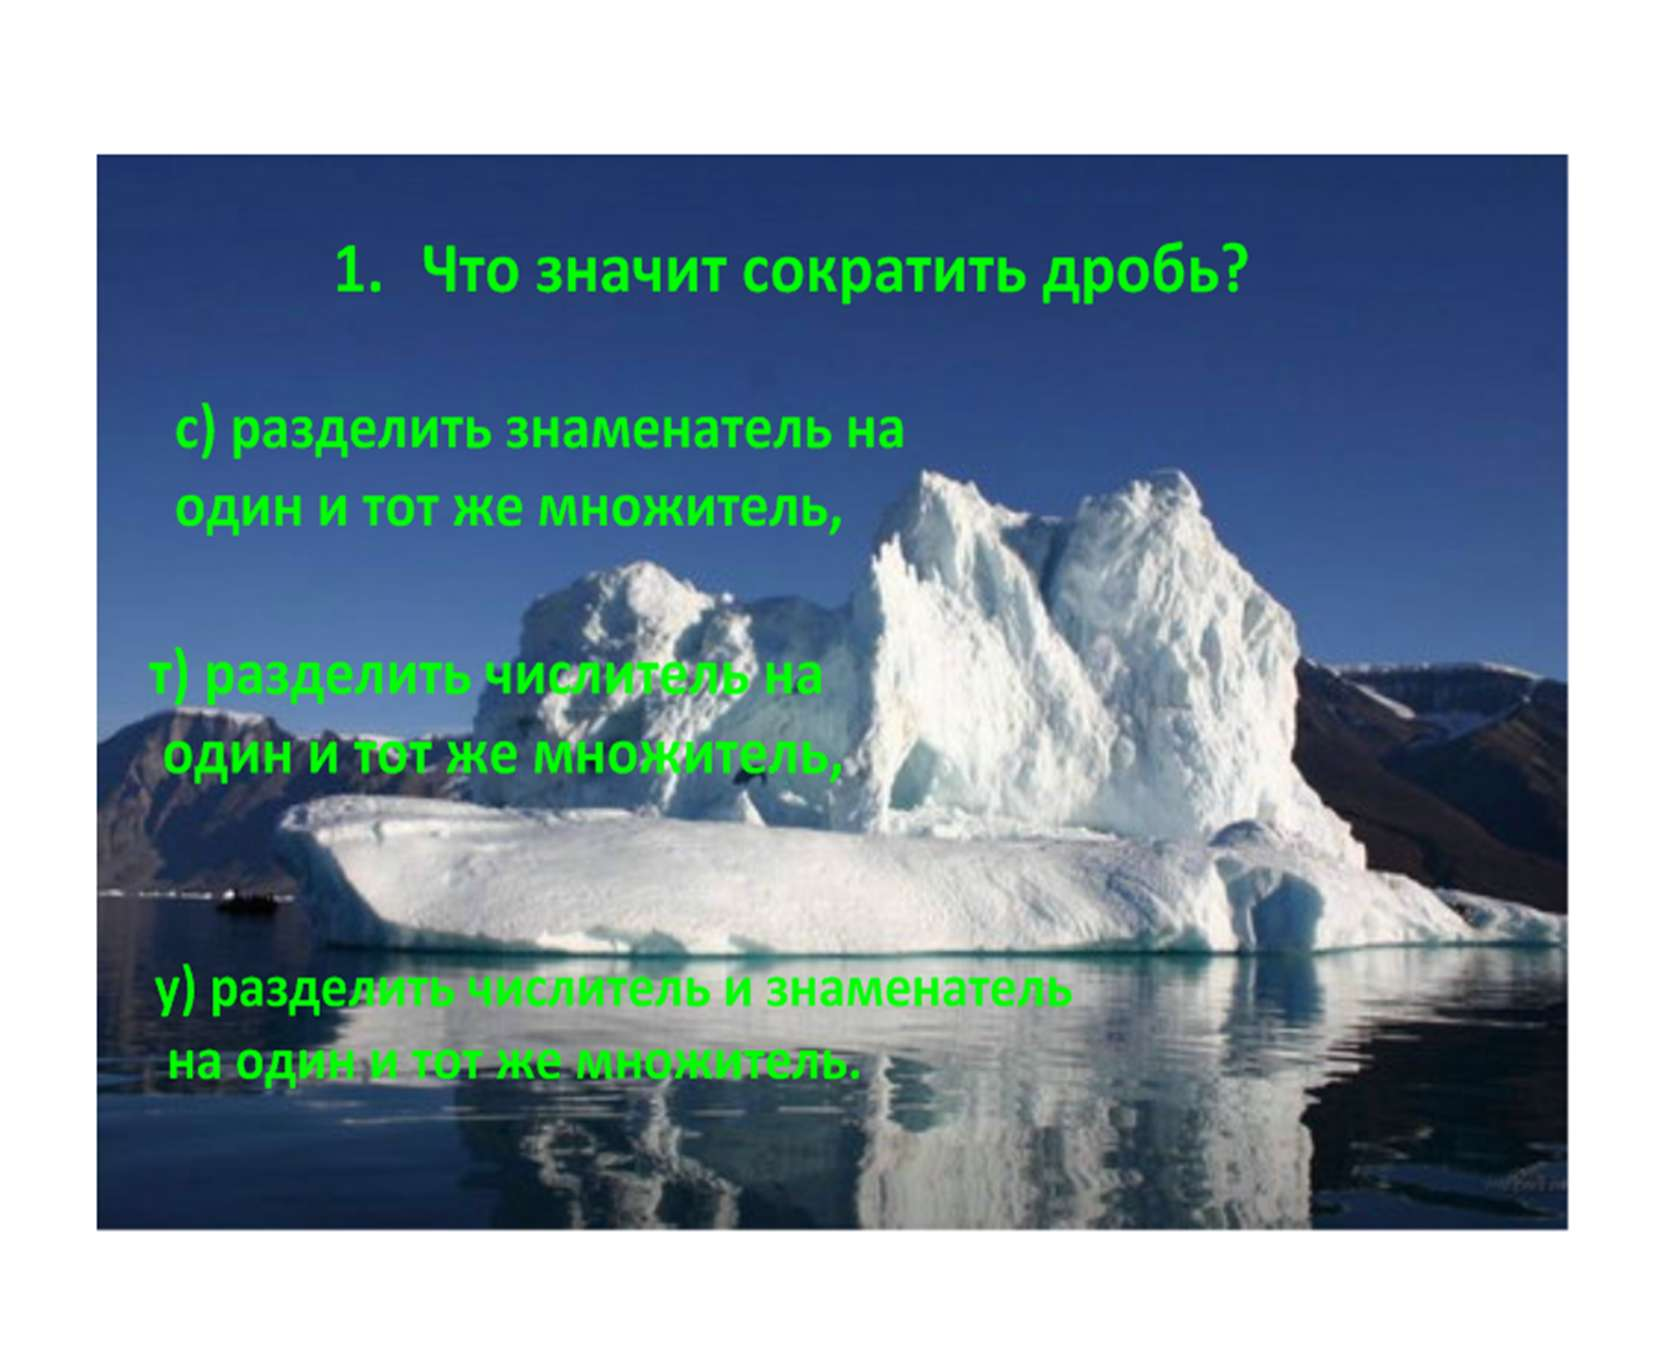 1. Что значит сократить дробь?
с) разделить знаменатель на
один и тот же множитель,
т) разделить числитель на
один и тот же множитель,
у) разделить числитель и знаменатель
на один и тот же множитель.